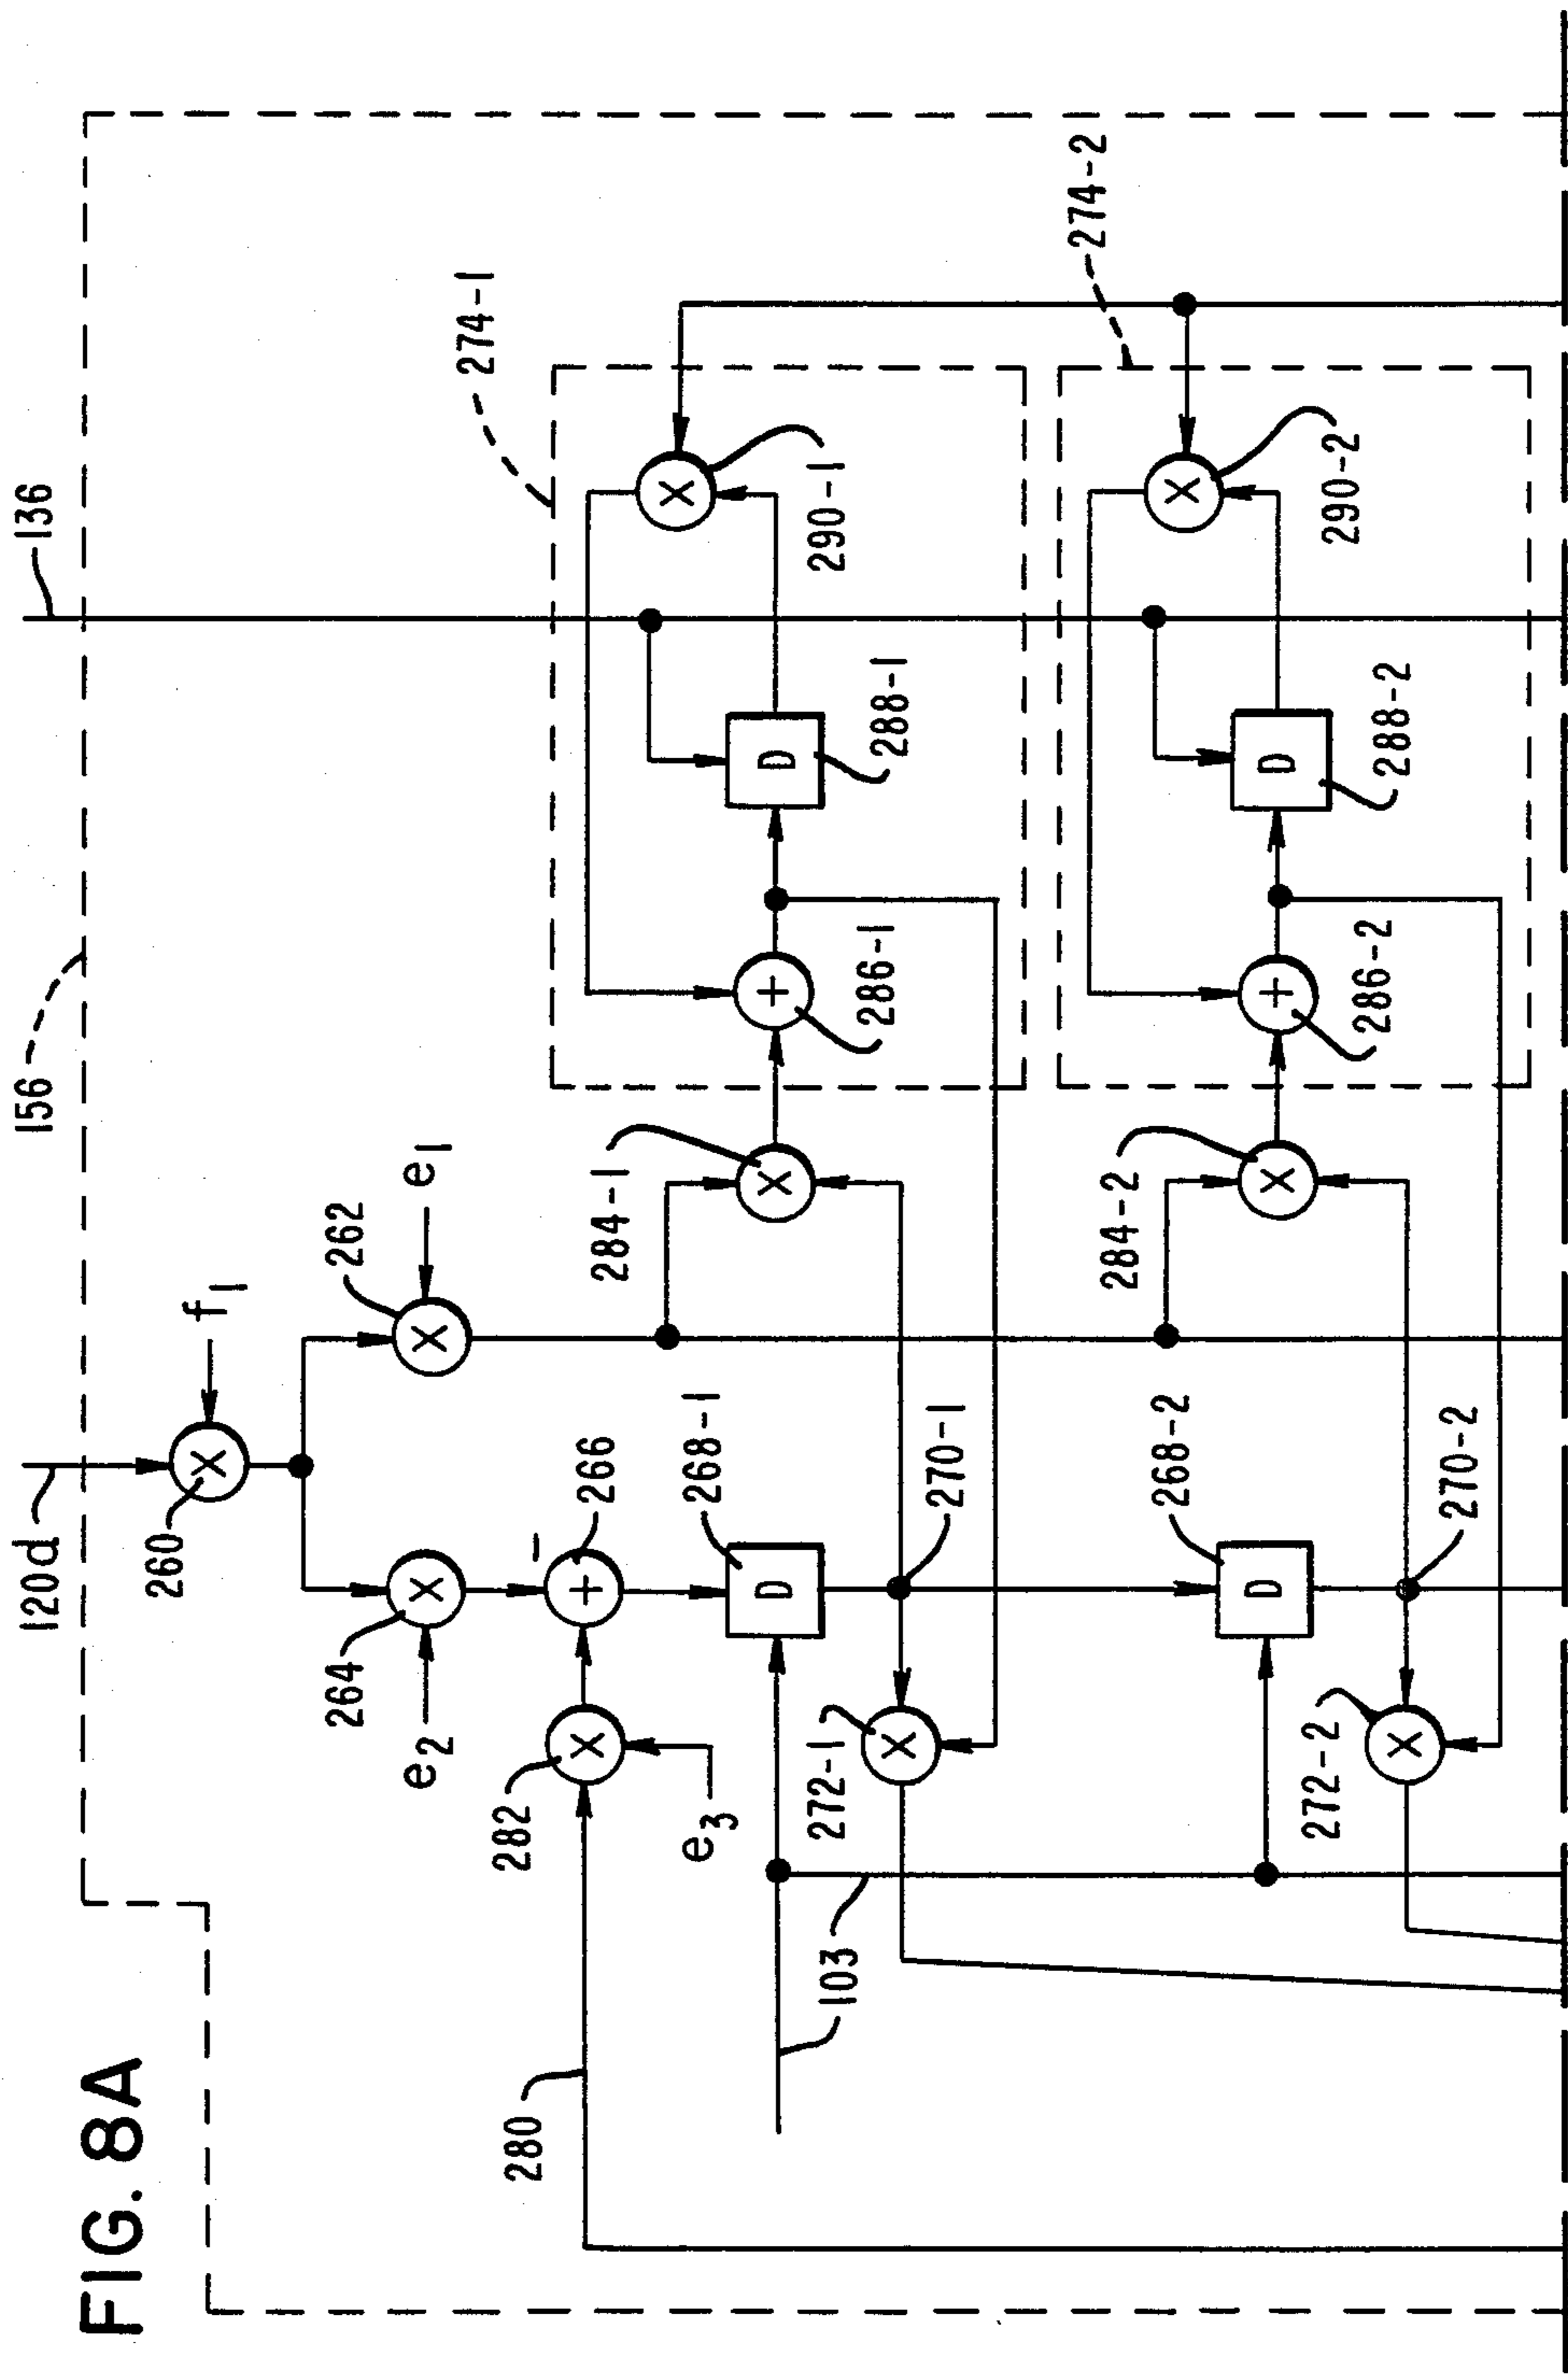 FIG. 8A
120d
156
136
260
f1
264
262
e2
e1
282
266
e3
280
268-1
284-1
274-1
103
272-1
270-1
286-1
288-1
290-1
268-2
284-2
274-2
272-2
270-2
286-2
288-2
290-2
X
X
X
X
+
-
D
X
X
+
D
X
D
X
X
+
D
X